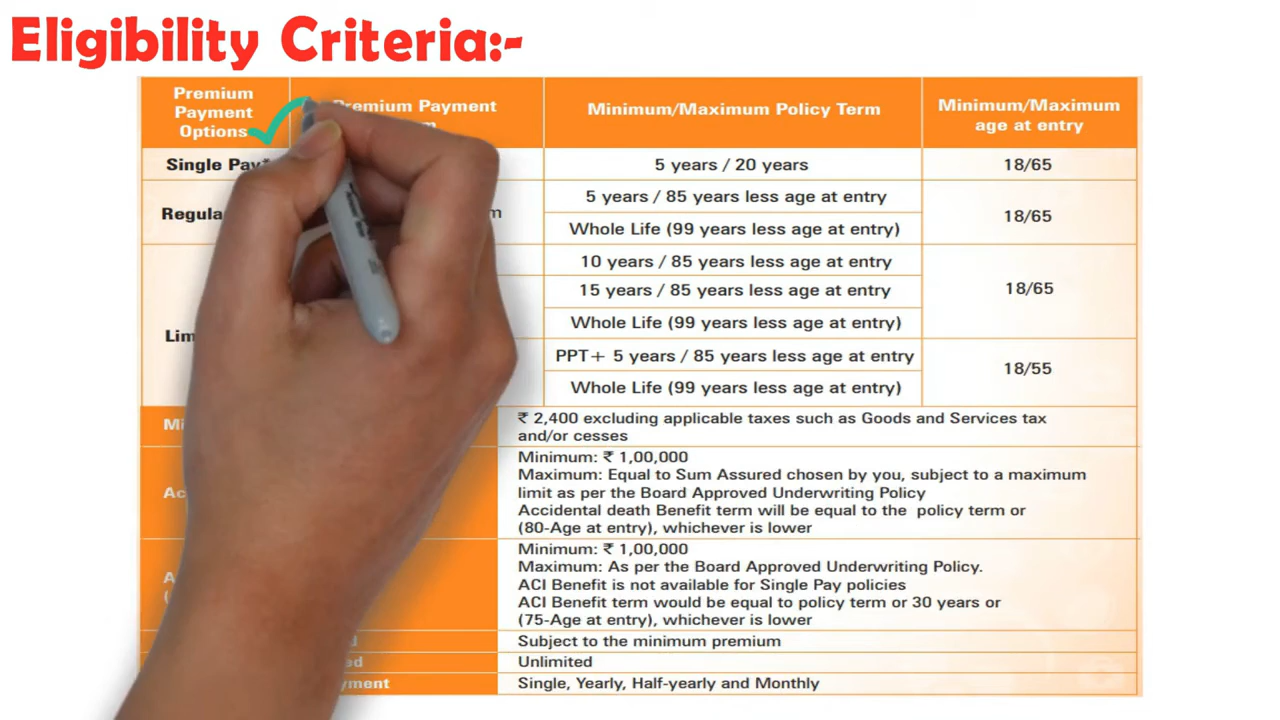 Eligibility Criteria:-
Premium
Payment
Options
Premium Payment
Minimum/Maximum Policy Term
Minimum/Maximum
age at entry
Single Pay*
5 years / 20 years
18/65
5 years / 85 years less age at entry
Whole Life (99 years less age at entry)
18/65
10 years / 85 years less age at entry
15 years / 85 years less age at entry
Whole Life (99 years less age at entry)
18/65
PPT+ 5 years / 85 years less age at entry
Whole Life (99 years less age at entry)
18/55
₹ 2,400 excluding applicable taxes such as Goods and Services tax
and/or cesses
Minimum: ₹ 1,00,000
Maximum: Equal to Sum Assured chosen by you, subject to a maximum
limit as per the Board Approved Underwriting Policy
Accidental death Benefit term will be equal to the policy term or
(80-Age at entry), whichever is lower
Minimum: ₹ 1,00,000
Maximum: As per the Board Approved Underwriting Policy.
ACI Benefit is not available for Single Pay policies
ACI Benefit term would be equal to policy term or 30 years or
(75-Age at entry), whichever is lower
Subject to the minimum premium
Unlimited
Single, Yearly, Half-yearly and Monthly